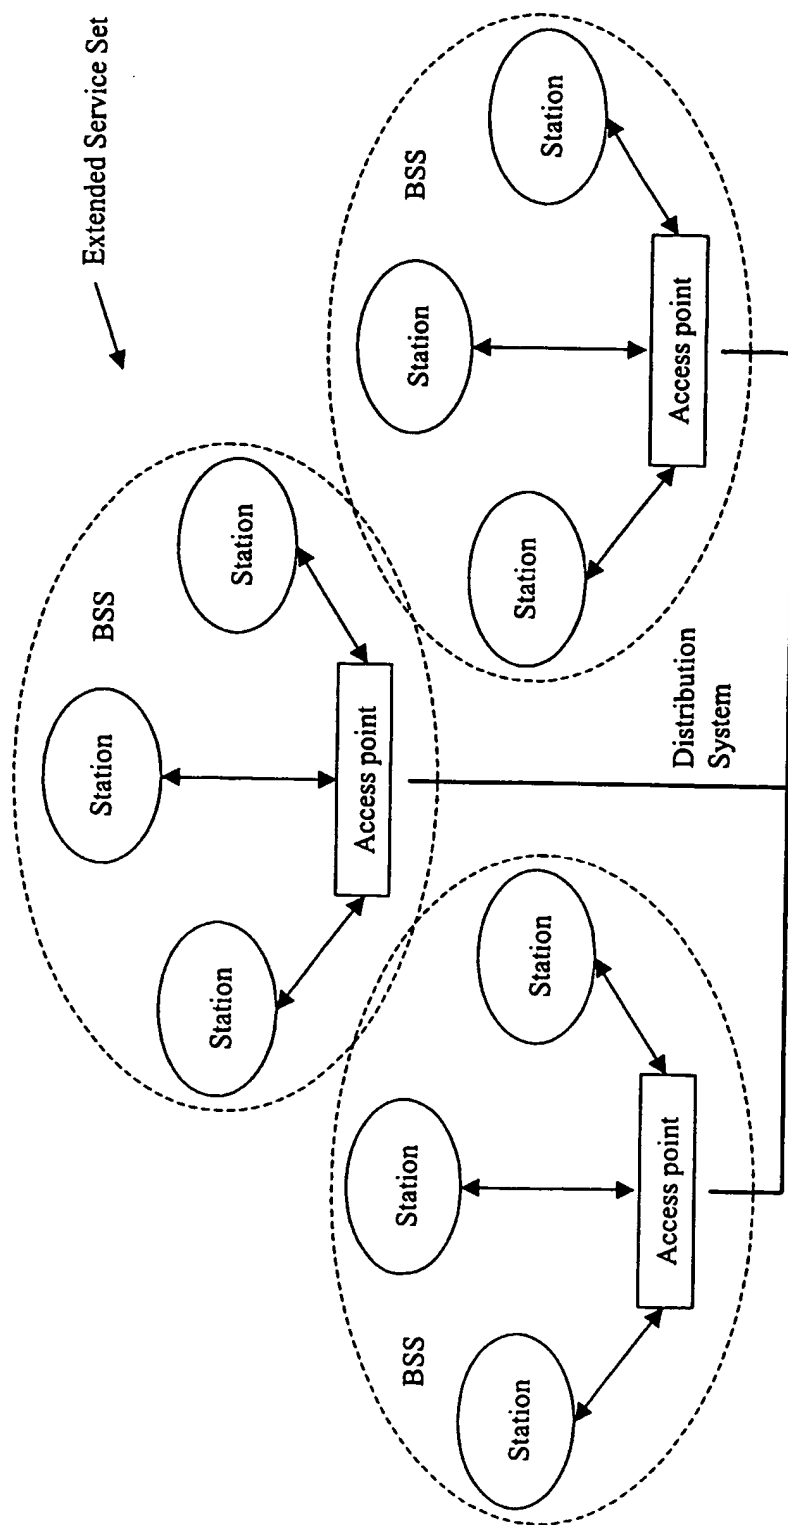 Extended Service Set
BSS
Station
Station
Station
Access point
BSS
Station
Station
Station
Access point
BSS
Station
Station
Station
Access point
Distribution
System